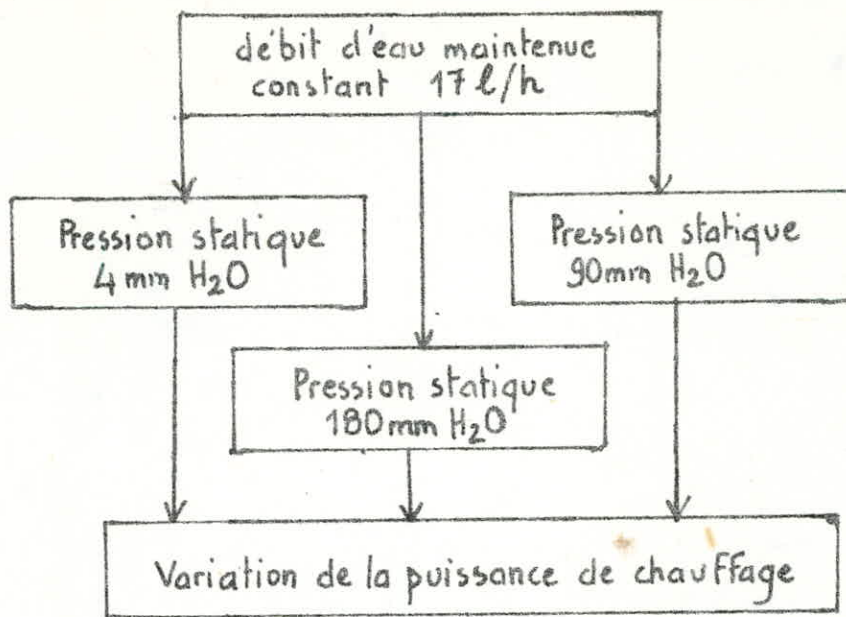 débit d'eau maintenue
constant 17 l/h
Pression statique
4 mm H₂O
Pression statique
90mm H₂O
Pression statique
180mm H₂O
Variation de la puissance de chauffage